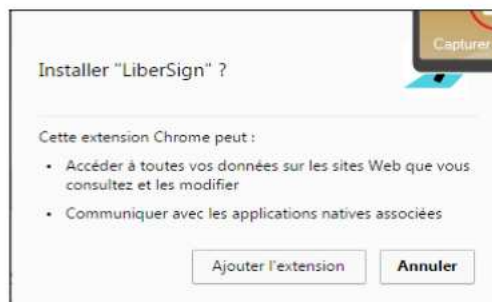 Capturer
Installer "LiberSign" ?
Cette extension Chrome peut :
• Accéder à toutes vos données sur les sites Web que vous
consultez et les modifier
• Communiquer avec les applications natives associées
Ajouter l'extension
Annuler